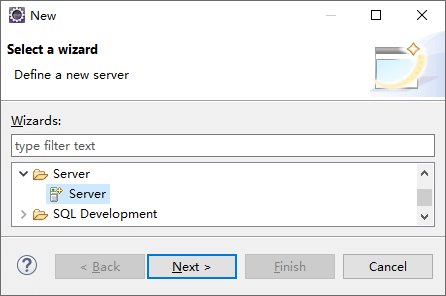 New
Select a wizard
Define a new server
Wizards:
type filter text
Server
Server
SQL Development
? < Back Next > Finish Cancel